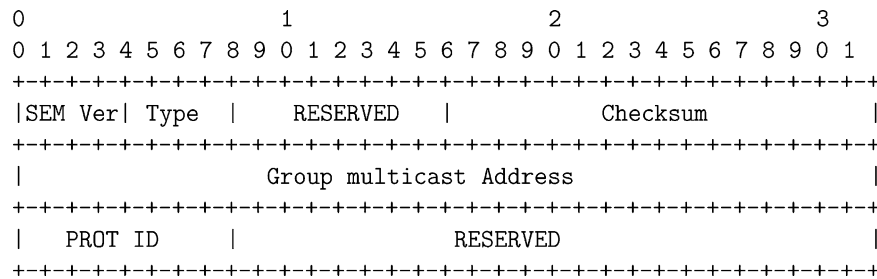 0                   1                   2                   3
0 1 2 3 4 5 6 7 8 9 0 1 2 3 4 5 6 7 8 9 0 1 2 3 4 5 6 7 8 9 0 1
+-+-+-+-+-+-+-+-+-+-+-+-+-+-+-+-+-+-+-+-+-+-+-+-+-+-+-+-+-+-+-+-+
|SEM Ver| Type  |    RESERVED   |           Checksum            |
+-+-+-+-+-+-+-+-+-+-+-+-+-+-+-+-+-+-+-+-+-+-+-+-+-+-+-+-+-+-+-+-+
|                  Group multicast Address                      |
+-+-+-+-+-+-+-+-+-+-+-+-+-+-+-+-+-+-+-+-+-+-+-+-+-+-+-+-+-+-+-+-+
|   PROT ID     |                RESERVED                       |
+-+-+-+-+-+-+-+-+-+-+-+-+-+-+-+-+-+-+-+-+-+-+-+-+-+-+-+-+-+-+-+-+